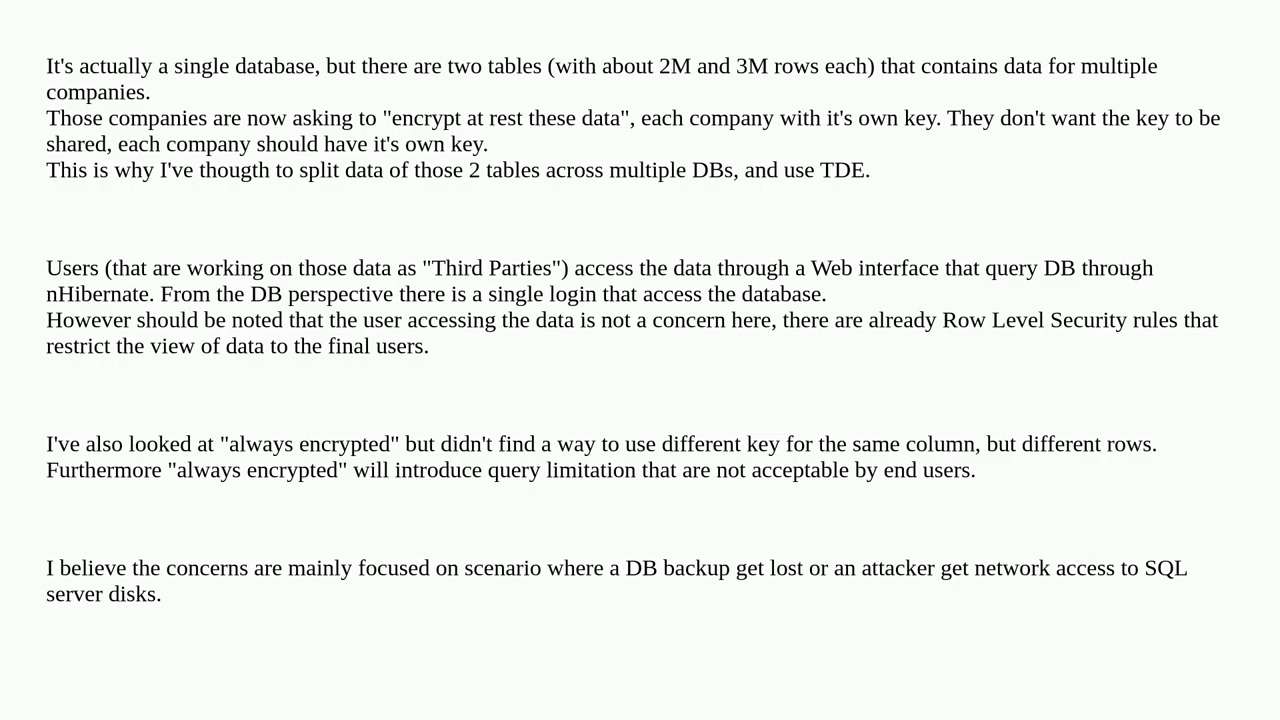 It's actually a single database, but there are two tables (with about 2M and 3M rows each) that contains data for multiple
companies.
Those companies are now asking to "encrypt at rest these data", each company with it's own key. They don't want the key to be
shared, each company should have it's own key.
This is why I've thougth to split data of those 2 tables across multiple DBs, and use TDE.
Users (that are working on those data as "Third Parties") access the data through a Web interface that query DB through
nHibernate. From the DB perspective there is a single login that access the database.
However should be noted that the user accessing the data is not a concern here, there are already Row Level Security rules that
restrict the view of data to the final users.
I've also looked at "always encrypted" but didn't find a way to use different key for the same column, but different rows.
Furthermore "always encrypted" will introduce query limitation that are not acceptable by end users.
I believe the concerns are mainly focused on scenario where a DB backup get lost or an attacker get network access to SQL
server disks.